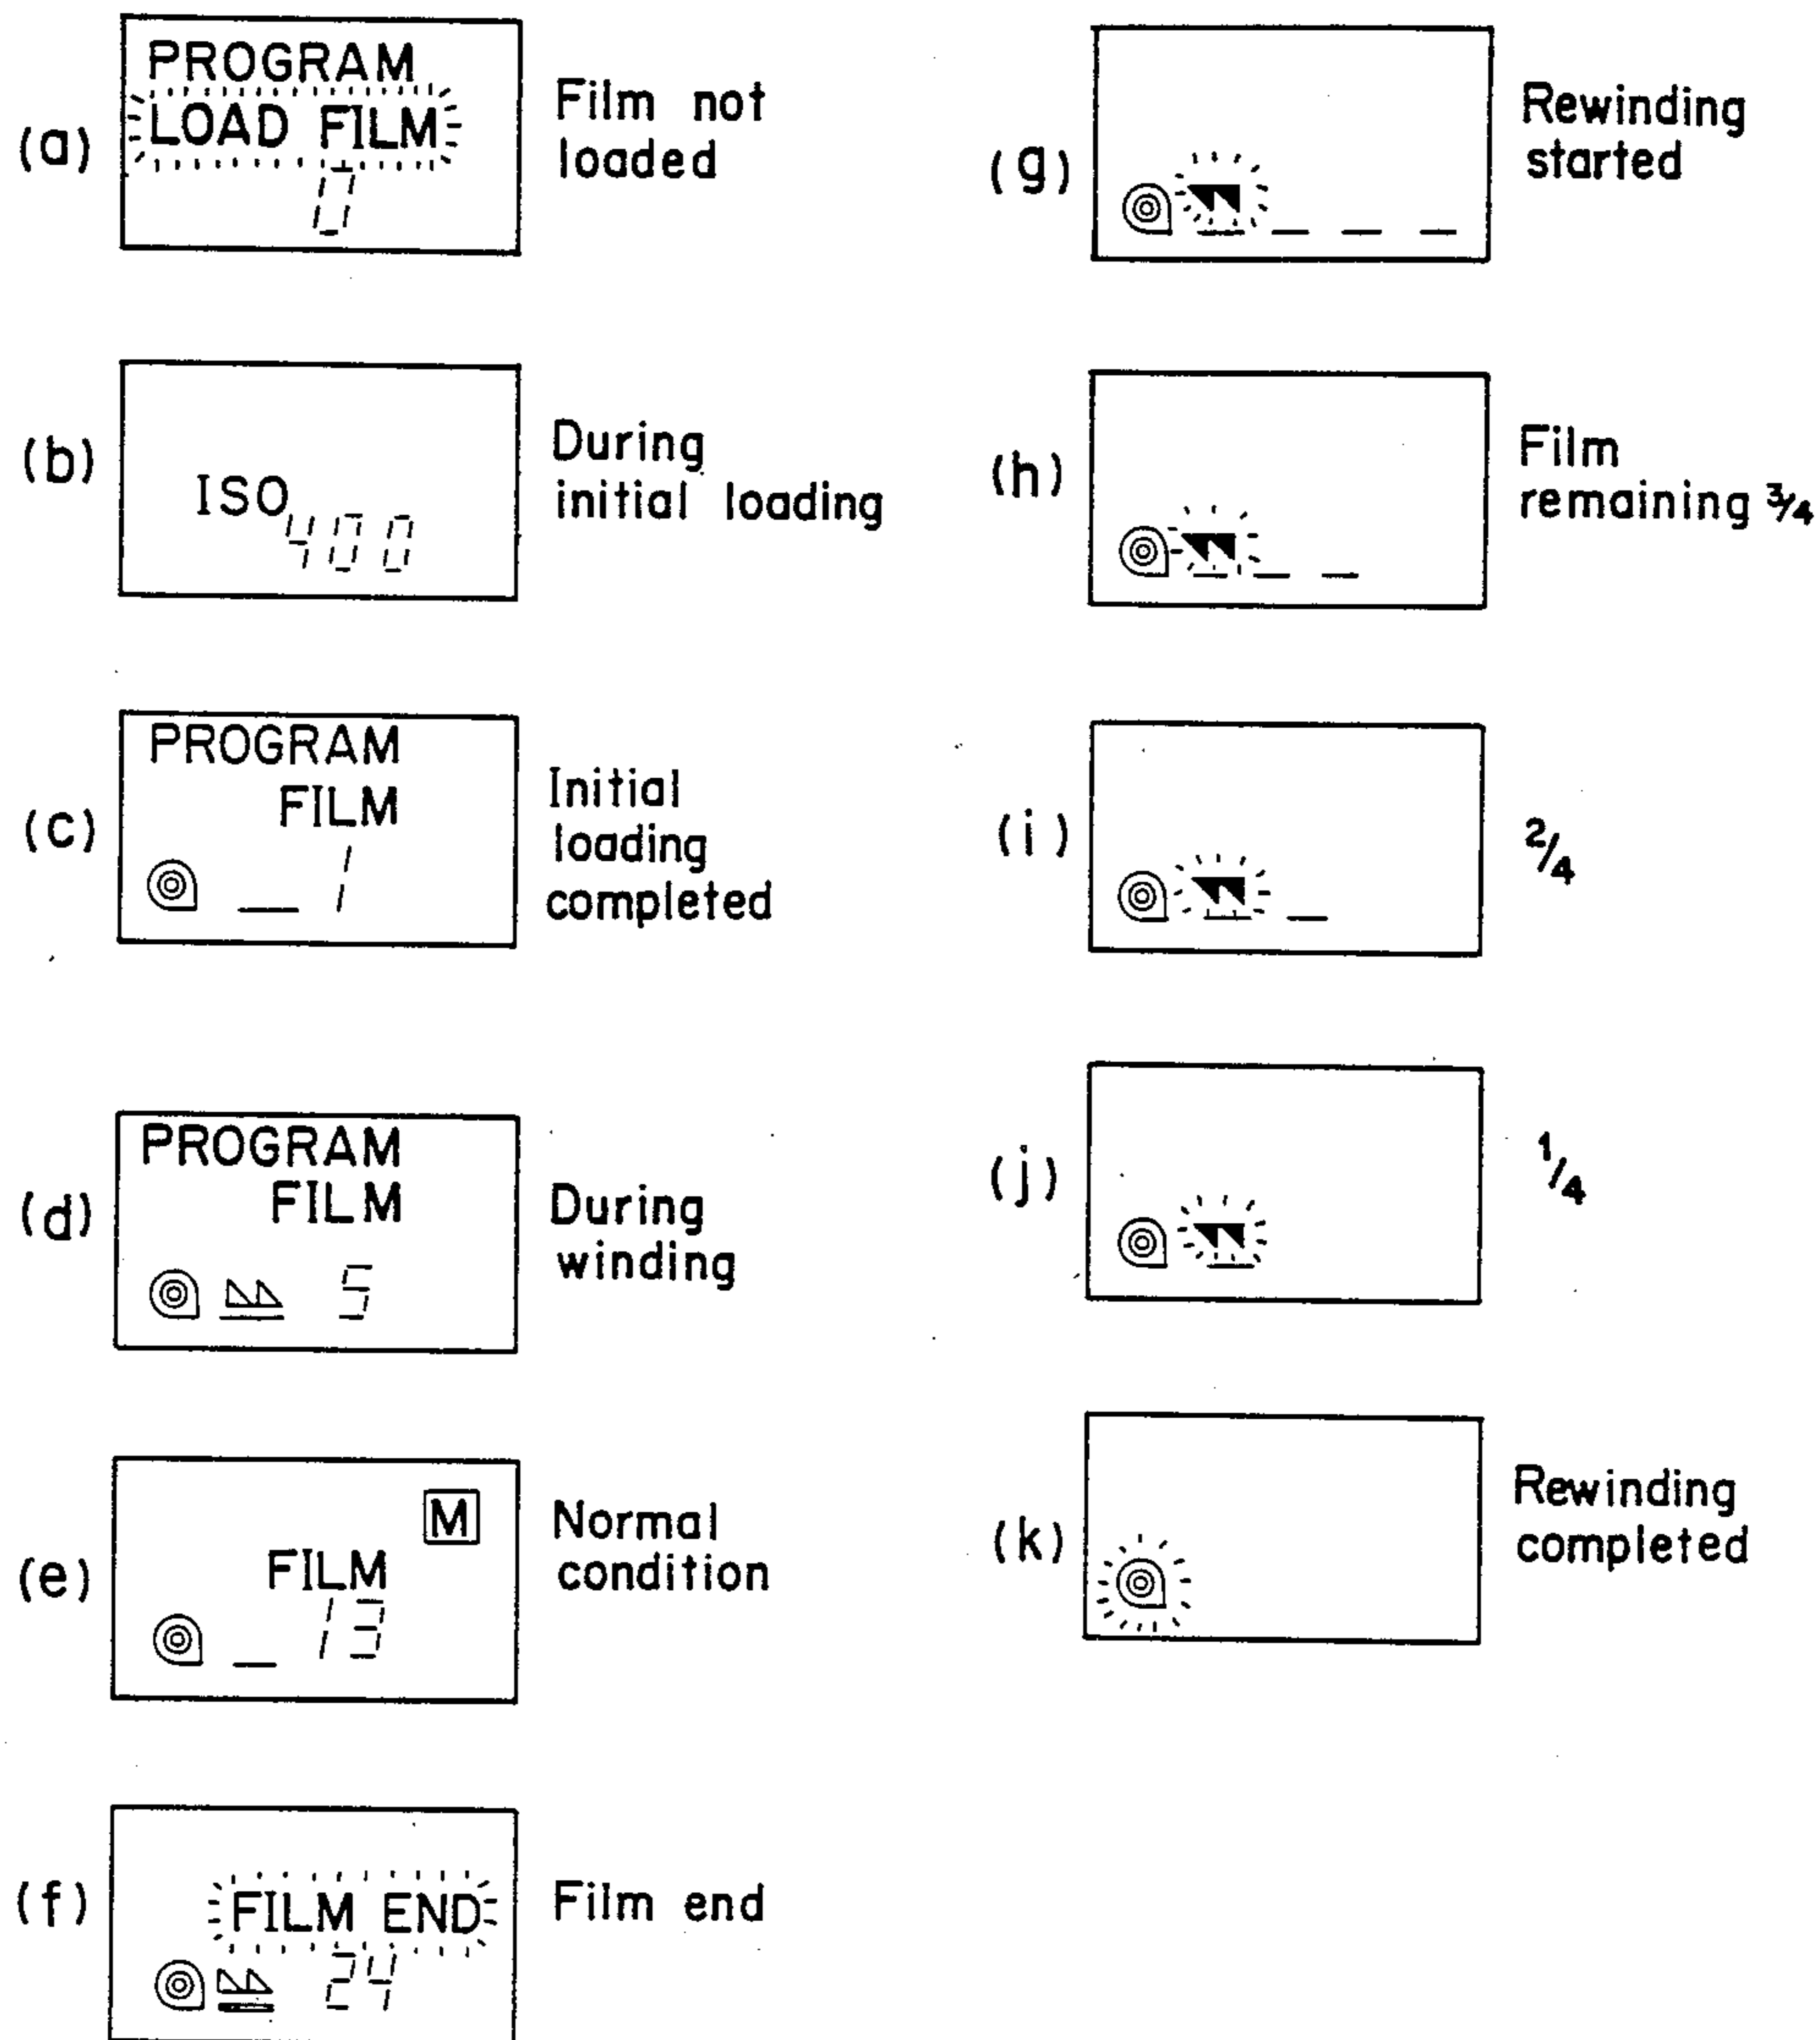 (a)
PROGRAM
LOAD FILM
0
Film not
loaded
(b)
ISO 400
During
initial loading
(c)
PROGRAM
FILM
1
Initial
loading
completed
(d)
PROGRAM
FILM
5
During
winding
(e)
M
FILM
13
Normal
condition
(f)
FILM END
24
Film end
(g)
Rewinding
started
(h)
Film
remaining 3/4
(i)
2/4
(j)
1/4
(k)
Rewinding
completed